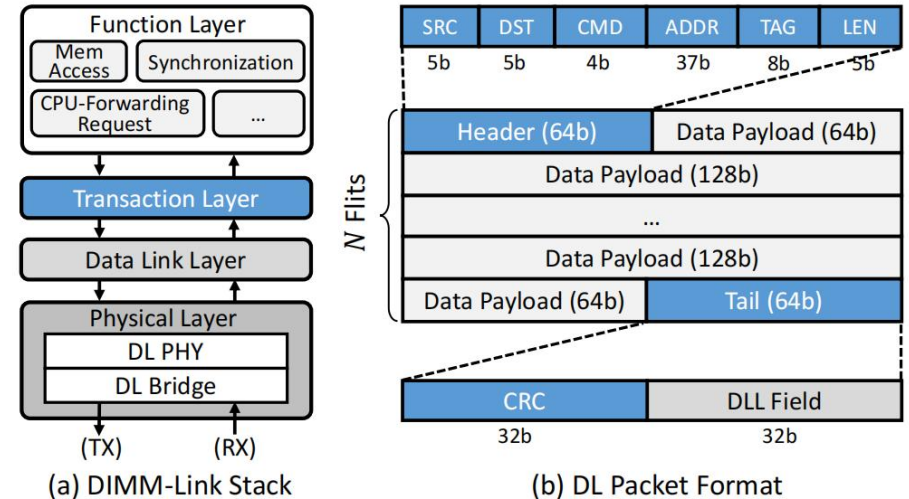 Function Layer
Mem
Access
Synchronization
CPU-Forwarding
Request
...
Transaction Layer
Data Link Layer
Physical Layer
DL PHY
DL Bridge
(TX)
(RX)
(a) DIMM-Link Stack
SRC DST CMD ADDR TAG LEN
5b 5b 4b 37b 8b 5b
N Flits
Header (64b) Data Payload (64b)
Data Payload (128b)
...
Data Payload (128b)
Data Payload (64b) Tail (64b)
CRC DLL Field
32b 32b
(b) DL Packet Format